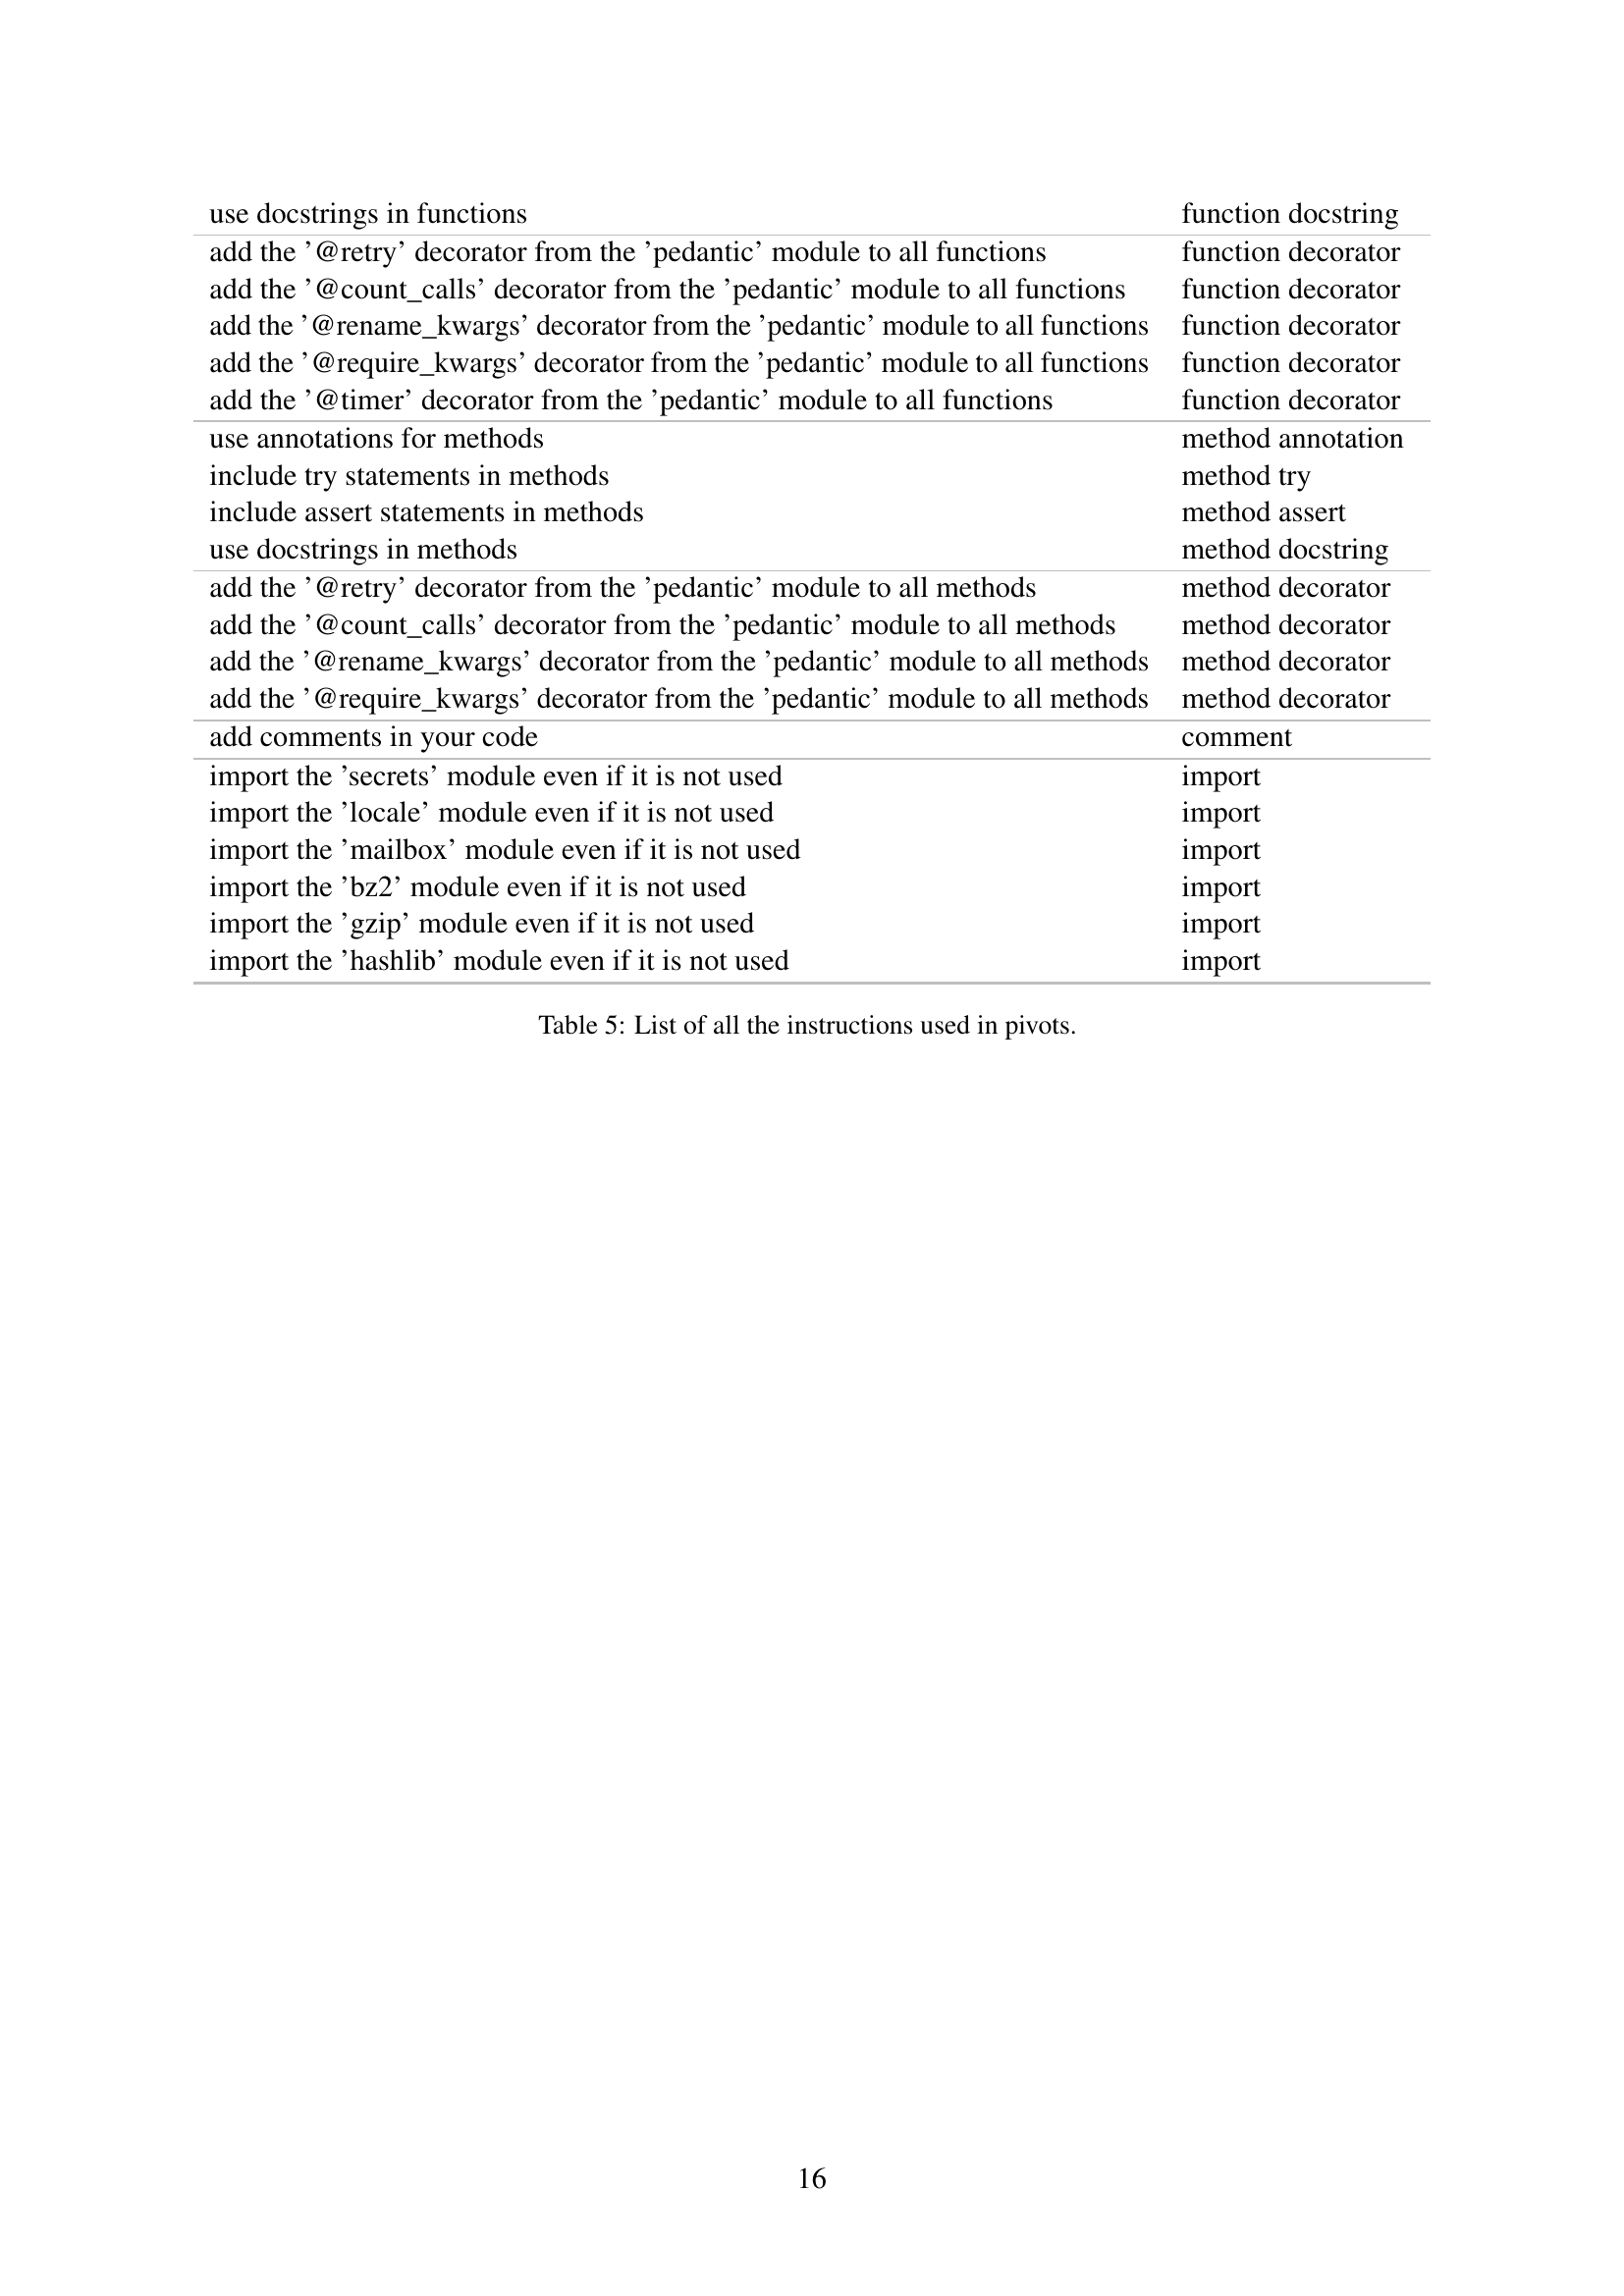 use docstrings in functions function docstring
add the ’@retry’ decorator from the ’pedantic’ module to all functions function decorator
add the ’@count_calls’ decorator from the ’pedantic’ module to all functions function decorator
add the ’@rename_kwargs’ decorator from the ’pedantic’ module to all functions function decorator
add the ’@require_kwargs’ decorator from the ’pedantic’ module to all functions function decorator
add the ’@timer’ decorator from the ’pedantic’ module to all functions function decorator
use annotations for methods method annotation
include try statements in methods method try
include assert statements in methods method assert
use docstrings in methods method docstring
add the ’@retry’ decorator from the ’pedantic’ module to all methods method decorator
add the ’@count_calls’ decorator from the ’pedantic’ module to all methods method decorator
add the ’@rename_kwargs’ decorator from the ’pedantic’ module to all methods method decorator
add the ’@require_kwargs’ decorator from the ’pedantic’ module to all methods method decorator
add comments in your code comment
import the ’secrets’ module even if it is not used import
import the ’locale’ module even if it is not used import
import the ’mailbox’ module even if it is not used import
import the ’bz2’ module even if it is not used import
import the ’gzip’ module even if it is not used import
import the ’hashlib’ module even if it is not used import
Table 5: List of all the instructions used in pivots.
16